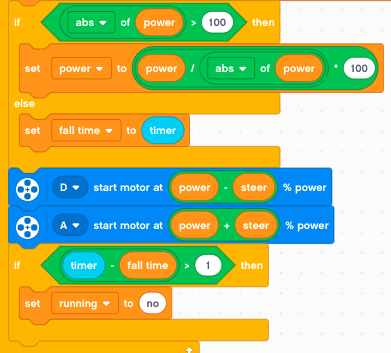 if abs of power > 100 then
set power to power / abs of power * 100
else
set fall time to timer
D start motor at power - steer % power
A start motor at power + steer % power
if timer - fall time > 1 then
set running to no